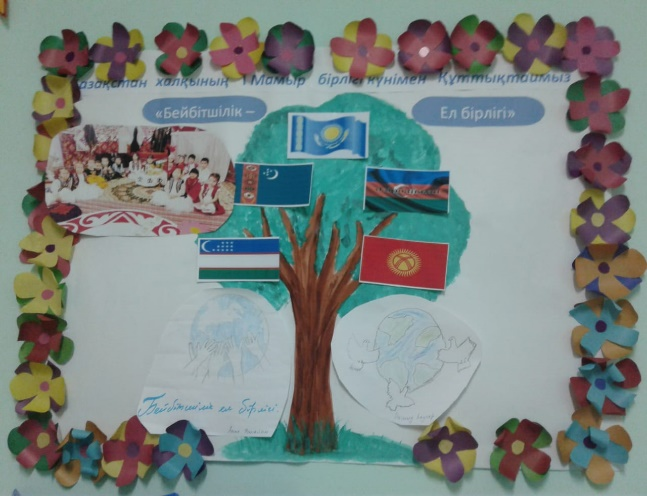 азақстан халқының 1 Мамыр бірлігі күнімен Құттықтаймыз
«Бейбітшілік –
Ел бірлігі»
Бейбітшілік ел бірлігі.